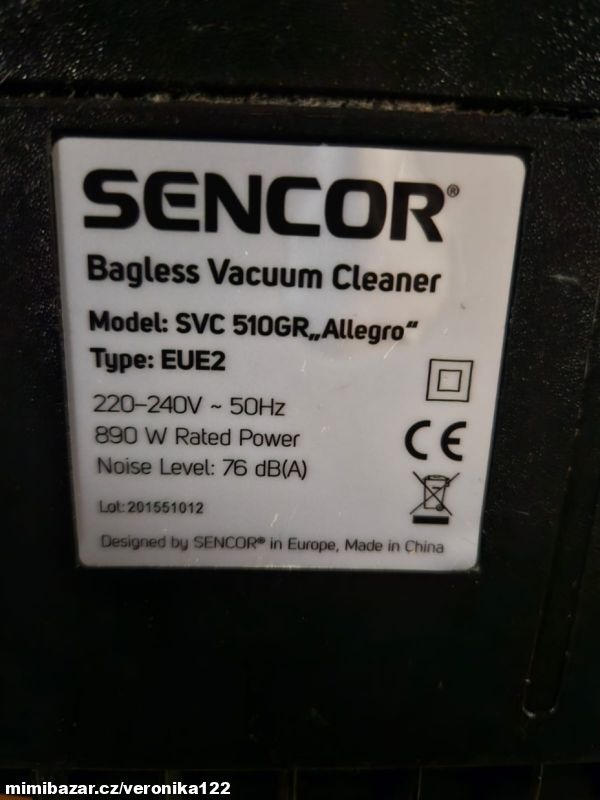 SENCOR®
Bagless Vacuum Cleaner
Model: SVC 510GR„Allegro“
Type: EUE2
220–240V ~ 50Hz
890 W Rated Power
Noise Level: 76 dB(A)
CE
Lot: 201551012
Designed by SENCOR® in Europe, Made in China
mimibazar.cz/veronika122